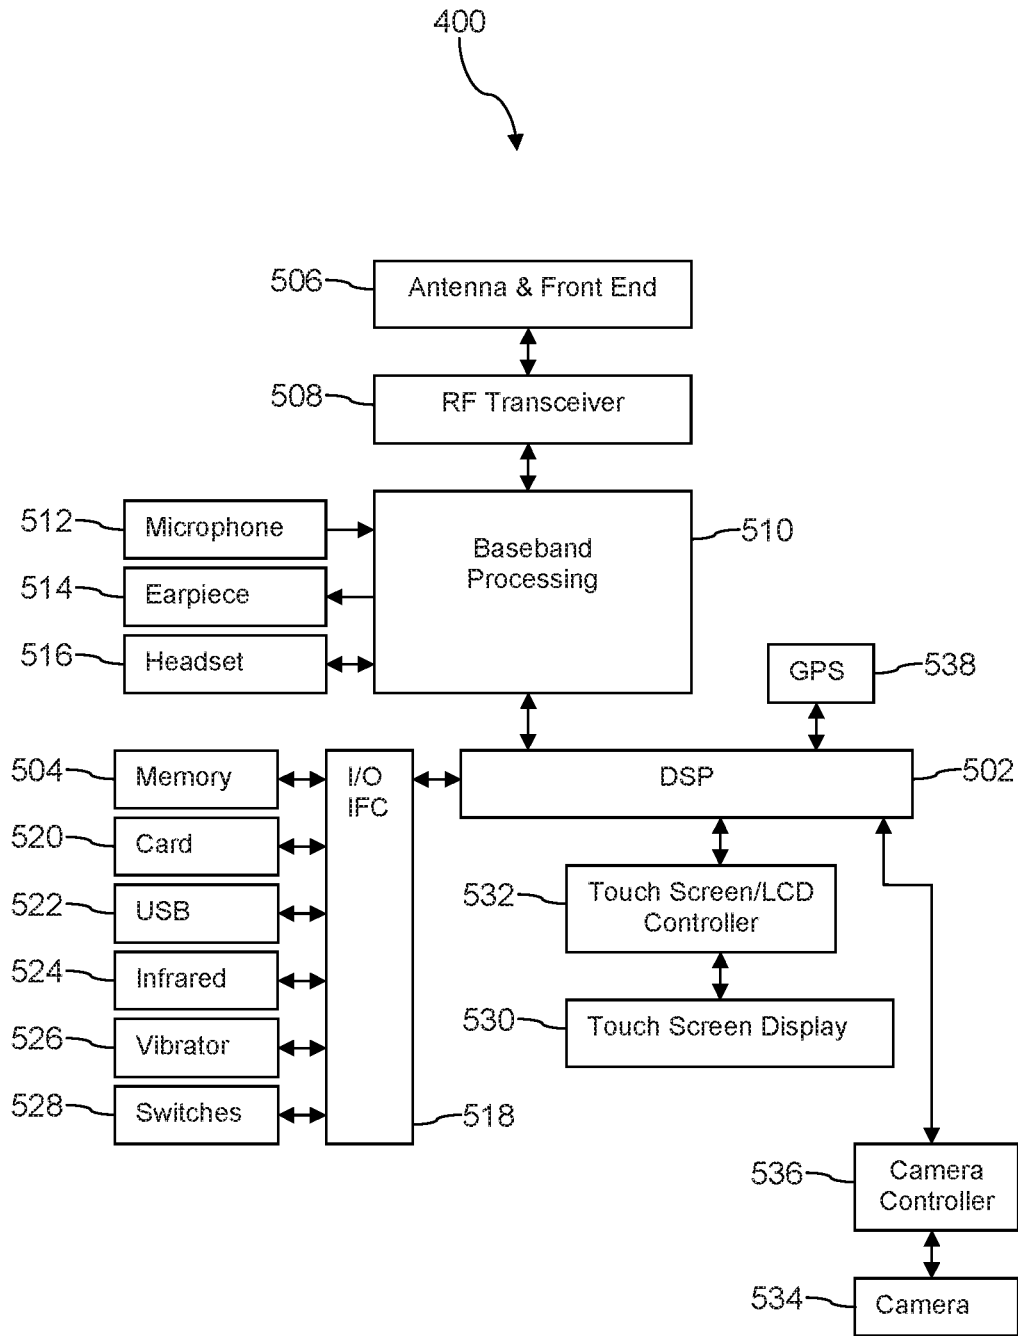 400
506
Antenna & Front End
508
RF Transceiver
512
Microphone
514
Earpiece
516
Headset
Baseband
Processing
510
GPS
538
504
Memory
520
Card
522
USB
524
Infrared
526
Vibrator
528
Switches
I/O
IFC
518
DSP
502
532
Touch Screen/LCD
Controller
530
Touch Screen Display
536
Camera
Controller
534
Camera